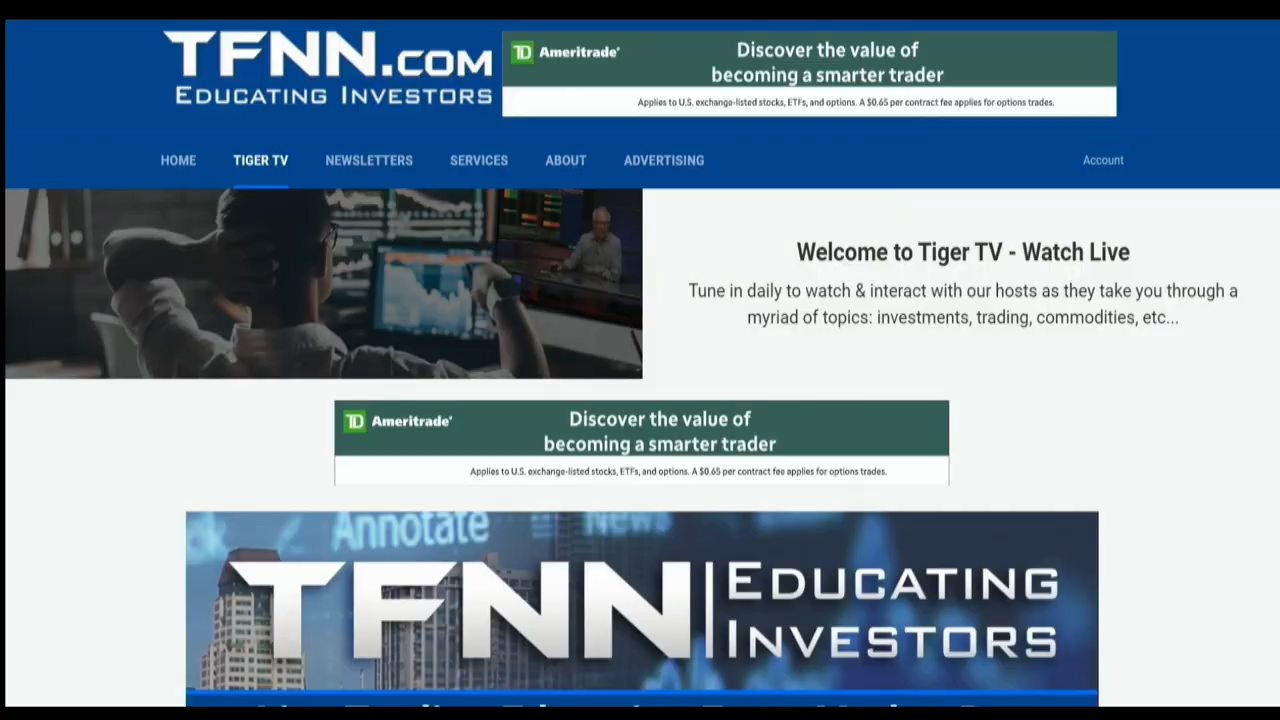 TFNN.COM
EDUCATING INVESTORS
TD Ameritrade
Discover the value of
becoming a smarter trader
Applies to U.S. exchange-listed stocks, ETFs, and options. A $0.65 per contract fee applies for options trades.
HOME TIGER TV NEWSLETTERS SERVICES ABOUT ADVERTISING Account
Welcome to Tiger TV - Watch Live
Tune in daily to watch & interact with our hosts as they take you through a
myriad of topics: investments, trading, commodities, etc...
TD Ameritrade
Discover the value of
becoming a smarter trader
Applies to U.S. exchange-listed stocks, ETFs, and options. A $0.65 per contract fee applies for options trades.
Annotate News
TFNN EDUCATING
INVESTORS